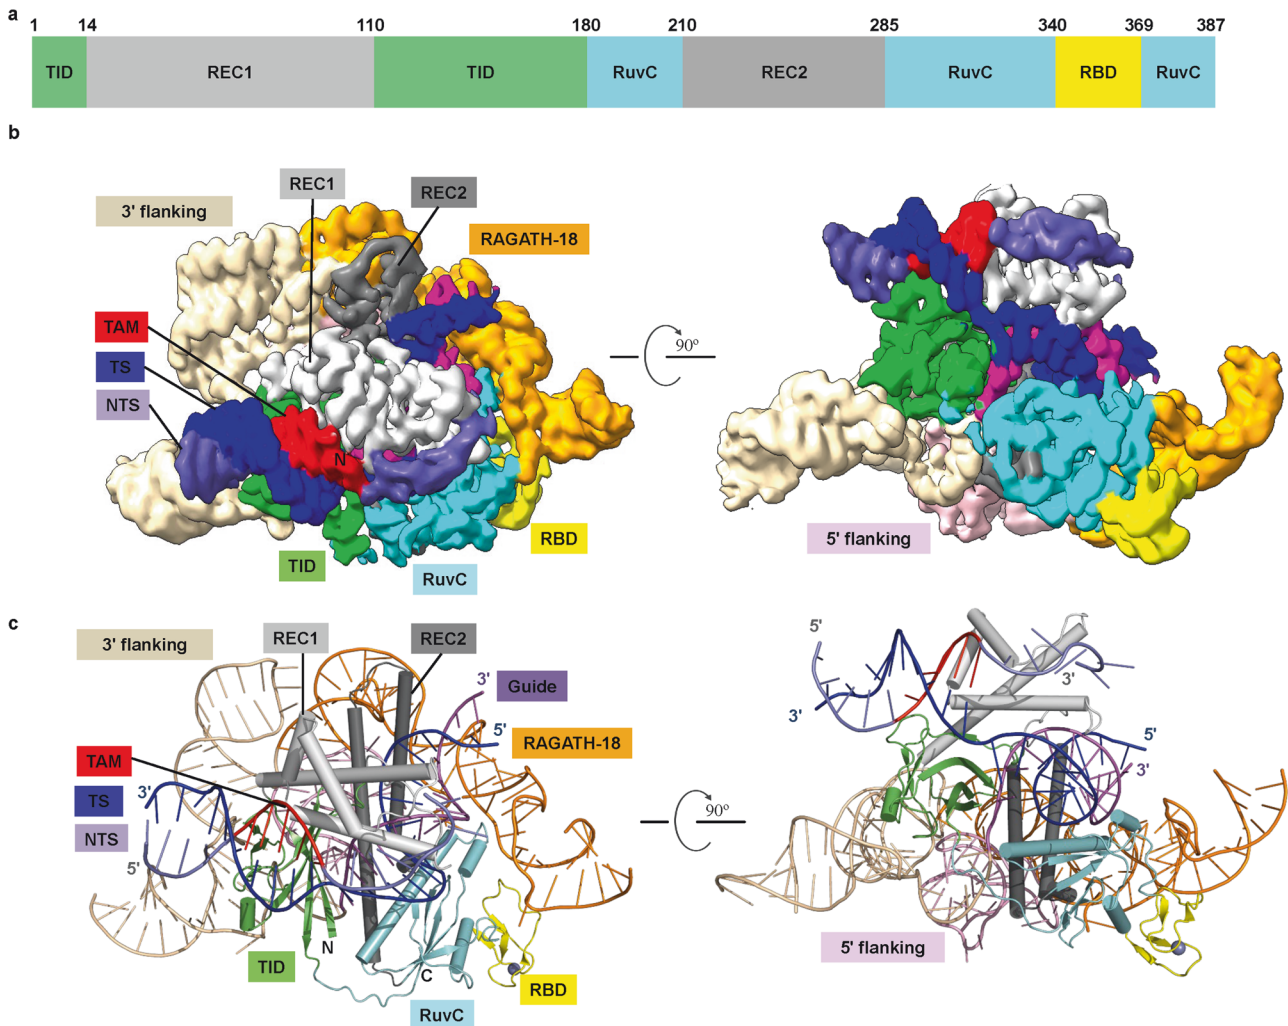 a
1 14 110 180 210 285 340 369 387
TID REC1 TID RuvC REC2 RuvC RBD RuvC
b
REC1
REC2
3' flanking
RAGATH-18
TAM
TS
NTS
N
90º
TID
RuvC
RBD
5' flanking
c
3' flanking
REC1
REC2
3'
Guide
5'
RAGATH-18
TAM
TS
3'
NTS
5'
N
C
TID
RuvC
RBD
90º
5'
3'
3'
5'
3'
5' flanking